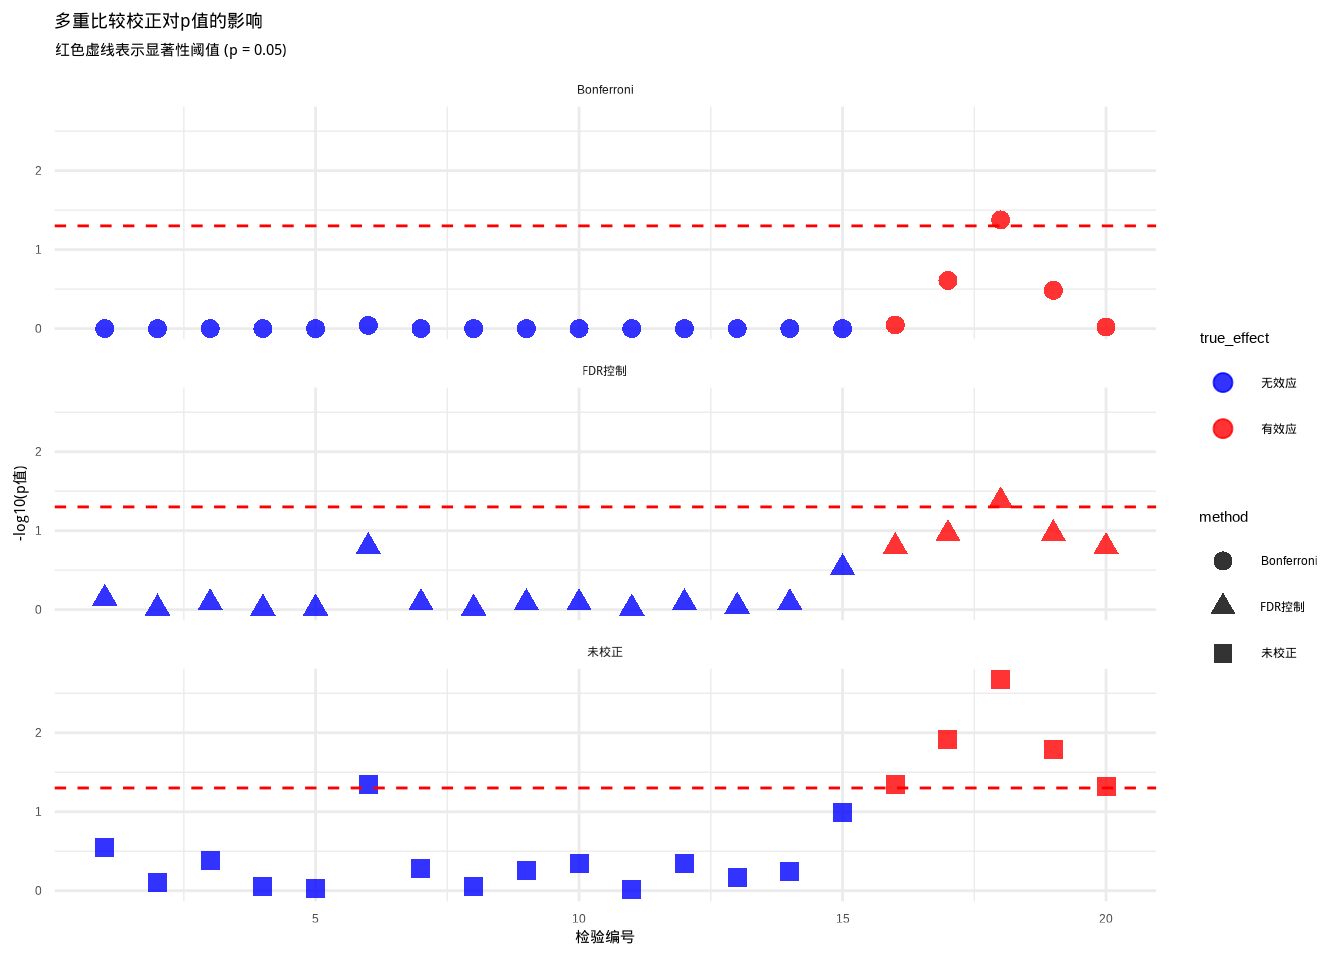 多重比较校正对p值的影响
红色虚线表示显著性阈值 (p = 0.05)
Bonferroni
2
1
0
FDR控制
2
1
0
-log10(p值)
未校正
2
1
0
5
10
15
20
检验编号
true_effect
无效应
有效应
method
Bonferroni
FDR控制
未校正